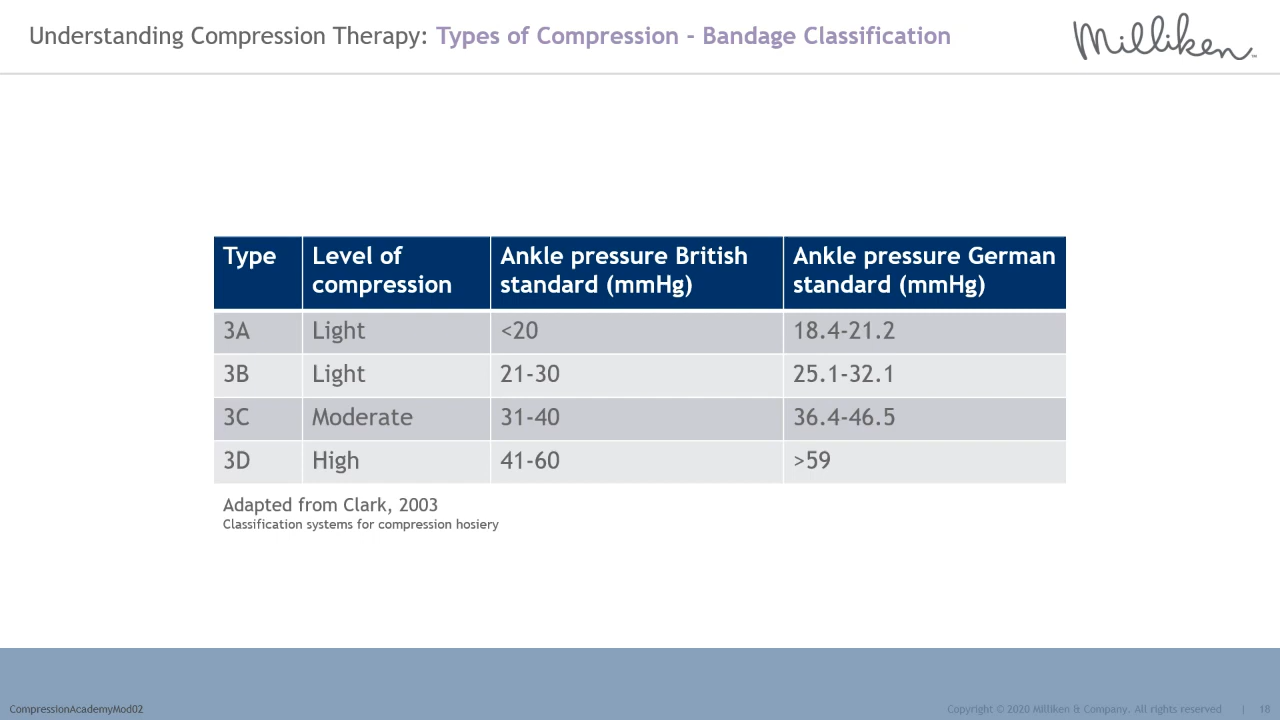 Understanding Compression Therapy: Types of Compression - Bandage Classification
Milliken™
Type
Level of compression
Ankle pressure British standard (mmHg)
Ankle pressure German standard (mmHg)
3A Light <20 18.4-21.2
3B Light 21-30 25.1-32.1
3C Moderate 31-40 36.4-46.5
3D High 41-60 >59
Adapted from Clark, 2003
Classification systems for compression hosiery
CompressionAcademyMod02
Copyright © 2020 Milliken & Company. All rights reserved | 18